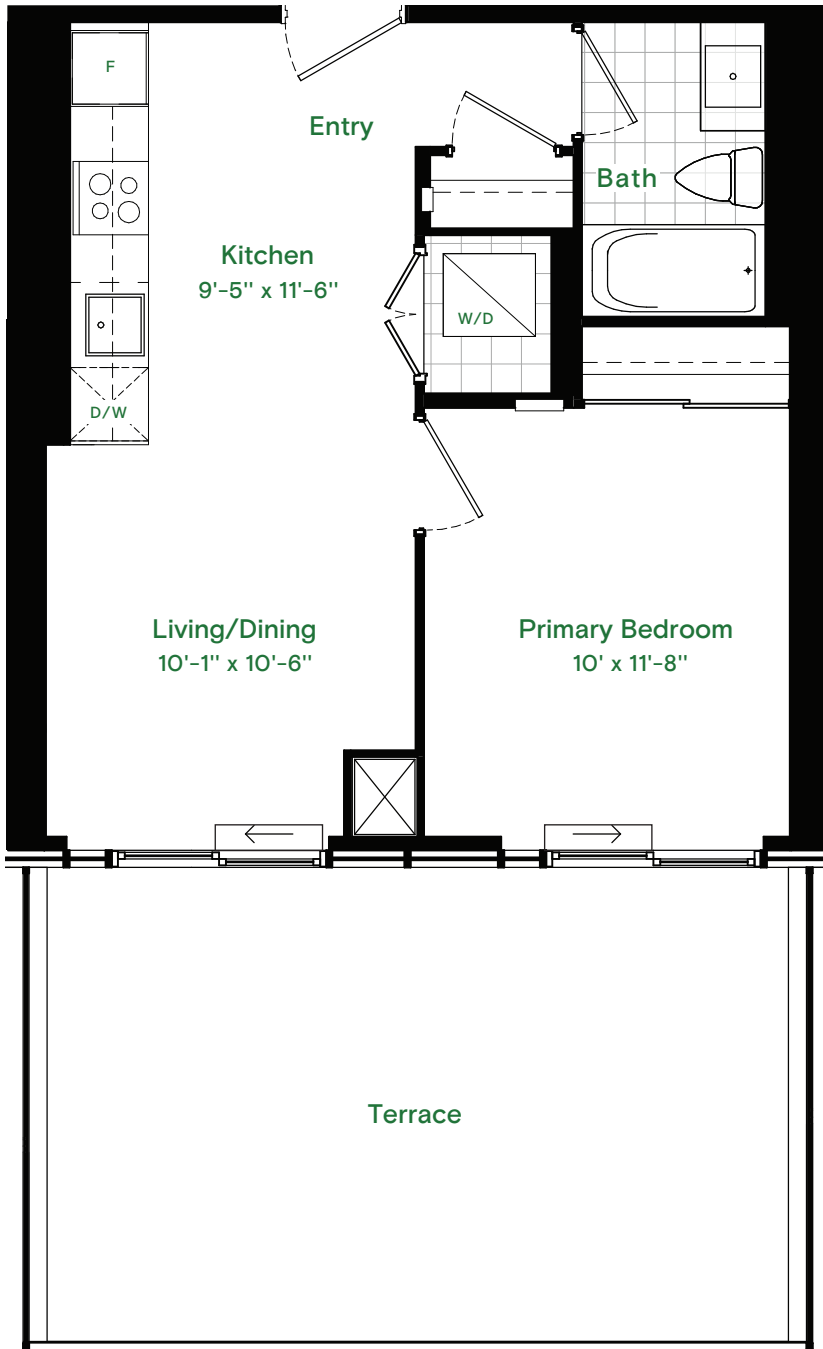 F
Entry
Bath
Kitchen
9'-5" x 11'-6"
W/D
D/W
Living/Dining
10'-1" x 10'-6"
Primary Bedroom
10' x 11'-8"
Terrace